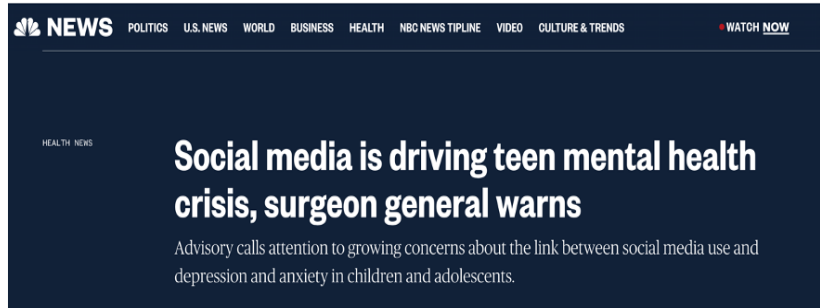 NEWS POLITICS U.S. NEWS WORLD BUSINESS HEALTH NBC NEWS TIPLINE VIDEO CULTURE & TRENDS WATCH NOW
HEALTH NEWS
Social media is driving teen mental health
crisis, surgeon general warns
Advisory calls attention to growing concerns about the link between social media use and
depression and anxiety in children and adolescents.